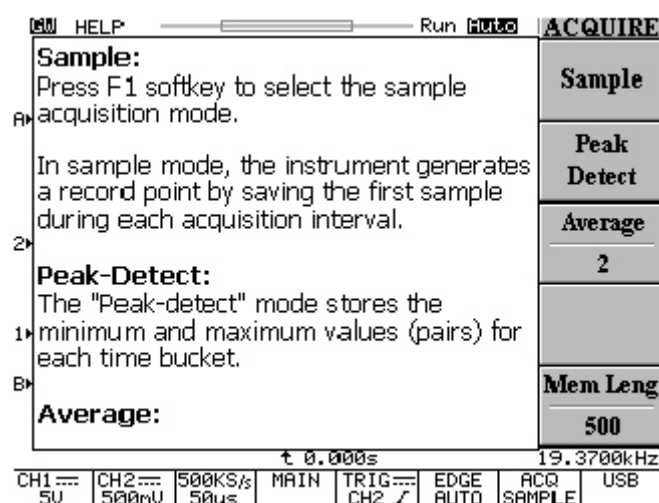 GW HELP Run Auto ACQUIRE
Sample:
Press F1 softkey to select the sample
acquisition mode.
In sample mode, the instrument generates
a record point by saving the first sample
during each acquisition interval.
Peak-Detect:
The "Peak-detect" mode stores the
minimum and maximum values (pairs) for
each time bucket.
Average:
A
2
1
B
Sample
Peak
Detect
Average
2
Mem Leng
500
0.000s 19.3700kHz
CH1 500KS/s MAIN TRIG EDGE ACQ USB
CH2
5V 500mV 50us CH2 AUTO SAMPLE